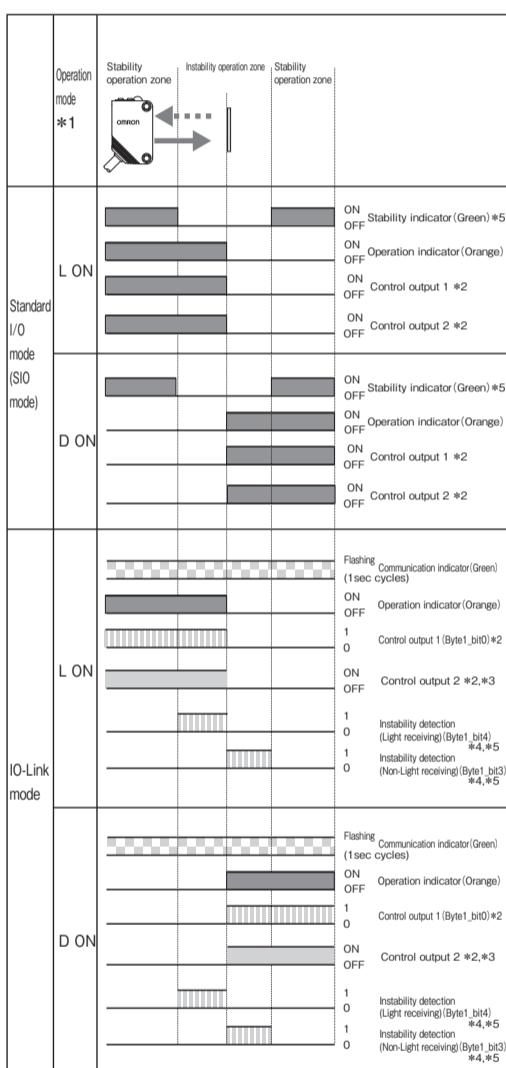 Operation
mode
*1
Stability
operation zone
Instability operation zone
Stability
operation zone
OMRON
Standard
I/O
mode
(SIO
mode)
L ON
ON
OFF
Stability indicator (Green) *5
ON
OFF
Operation indicator (Orange)
ON
OFF
Control output 1 *2
ON
OFF
Control output 2 *2
D ON
ON
OFF
Stability indicator (Green) *5
ON
OFF
Operation indicator (Orange)
ON
OFF
Control output 1 *2
ON
OFF
Control output 2 *2
IO-Link
mode
L ON
Flashing
(1sec cycles)
Communication indicator (Green)
ON
OFF
Operation indicator (Orange)
1
0
Control output 1 (Byte1_bit0) *2
ON
OFF
Control output 2 *2,*3
1
0
Instability detection
(Light receiving) (Byte1_bit4)
*4,*5
1
0
Instability detection
(Non-Light receiving) (Byte1_bit3)
*4,*5
D ON
Flashing
(1sec cycles)
Communication indicator (Green)
ON
OFF
Operation indicator (Orange)
1
0
Control output 1 (Byte1_bit0) *2
ON
OFF
Control output 2 *2,*3
1
0
Instability detection
(Light receiving) (Byte1_bit4)
*4,*5
1
0
Instability detection
(Non-Light receiving) (Byte1_bit3)
*4,*5